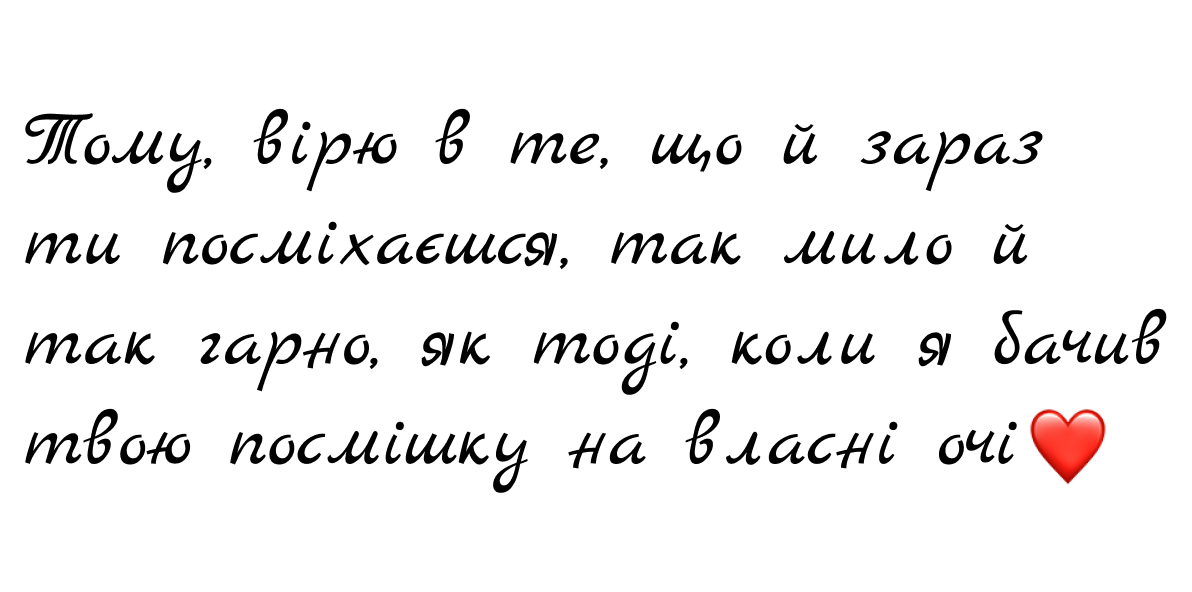 Тому, вірю в те, що й зараз
ти посміхаєшся, так мило й
так гарно, як тоді, коли я бачив
твою посмішку на власні очі❤️